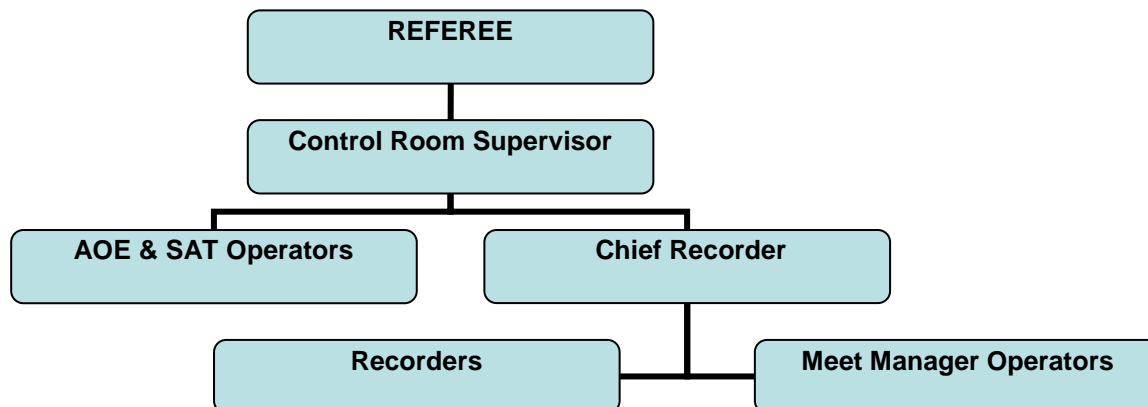 REFEREE
Control Room Supervisor
AOE & SAT Operators
Chief Recorder
Recorders
Meet Manager Operators